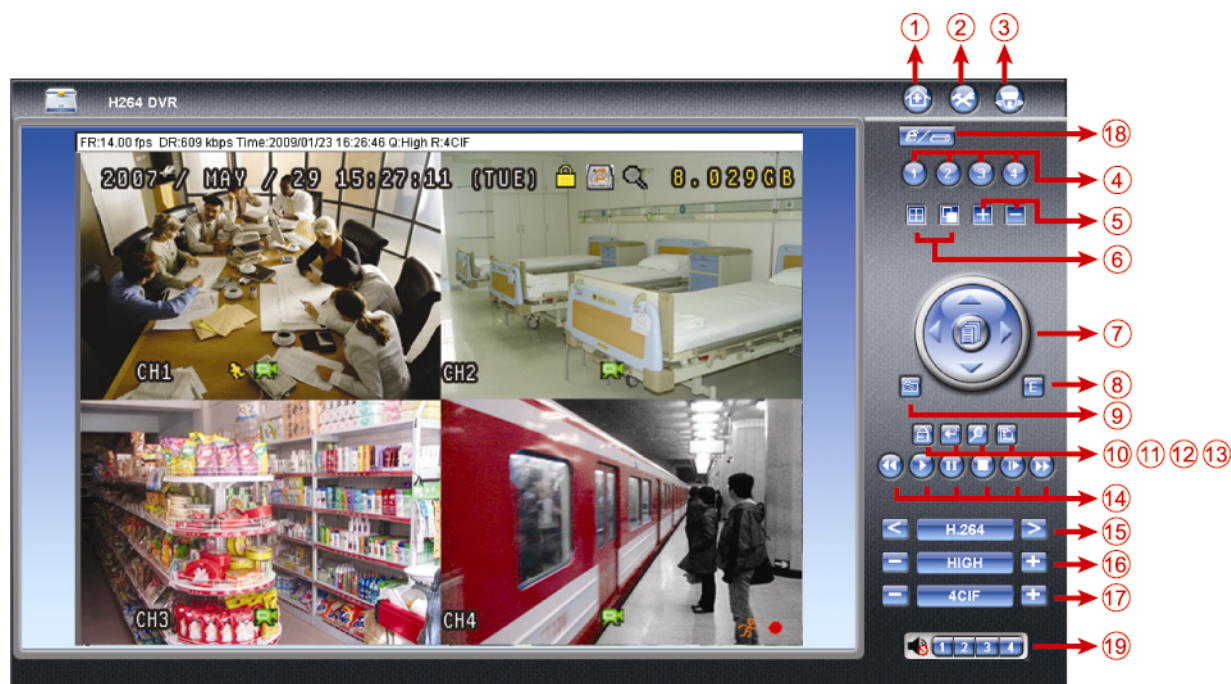 1 2 3
H264 DVR
FR:14.00 fps DR:609 kbps Time:2009/01/23 16:26:46 Q:High R:4CIF
18
2007 / MAY / 29 15:27:11 (TUE) 8.029GB
1 2 3 4
4
5
6
7
CH1 CH2
E
8
9
10 11 12 13
14
< H.264 >
15
- HIGH +
16
- 4CIF +
17
CH3 CH4
1 2 3 4
19